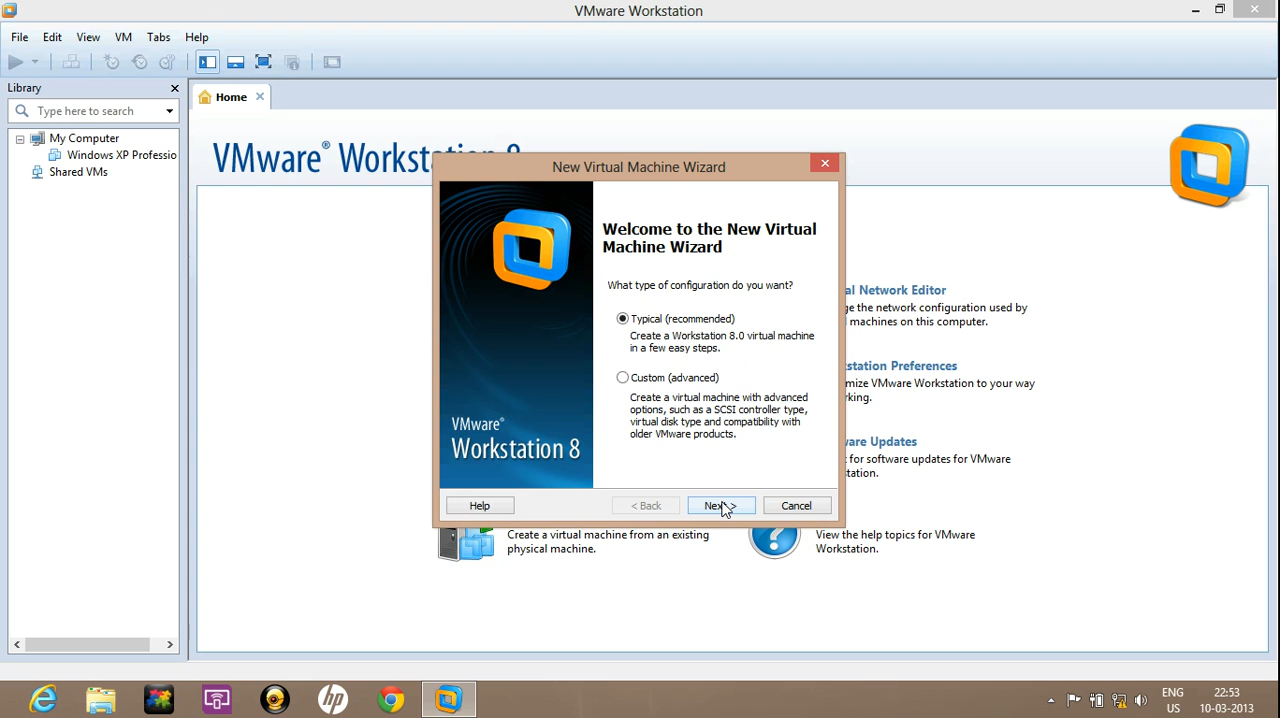 VMware Workstation
File Edit View VM Tabs Help
Library
Home
Type here to search
My Computer
Windows XP Professio
Shared VMs
VMware® Workstation 8
New Virtual Machine Wizard
Welcome to the New Virtual
Machine Wizard
What type of configuration do you want?
Typical (recommended)
Create a Workstation 8.0 virtual machine
in a few easy steps.
Custom (advanced)
Create a virtual machine with advanced
options, such as a SCSI controller type,
virtual disk type and compatibility with
older VMware products.
VMware®
Workstation 8
Help
< Back
Next >
Cancel
al Network Editor
ge the network configuration used by
l machines on this computer.
station Preferences
mize VMware Workstation to your way
rking.
ware Updates
for software updates for VMware
station.
Create a virtual machine from an existing
physical machine.
View the help topics for VMware
Workstation.
hp
ENG
US
22:53
10-03-2013